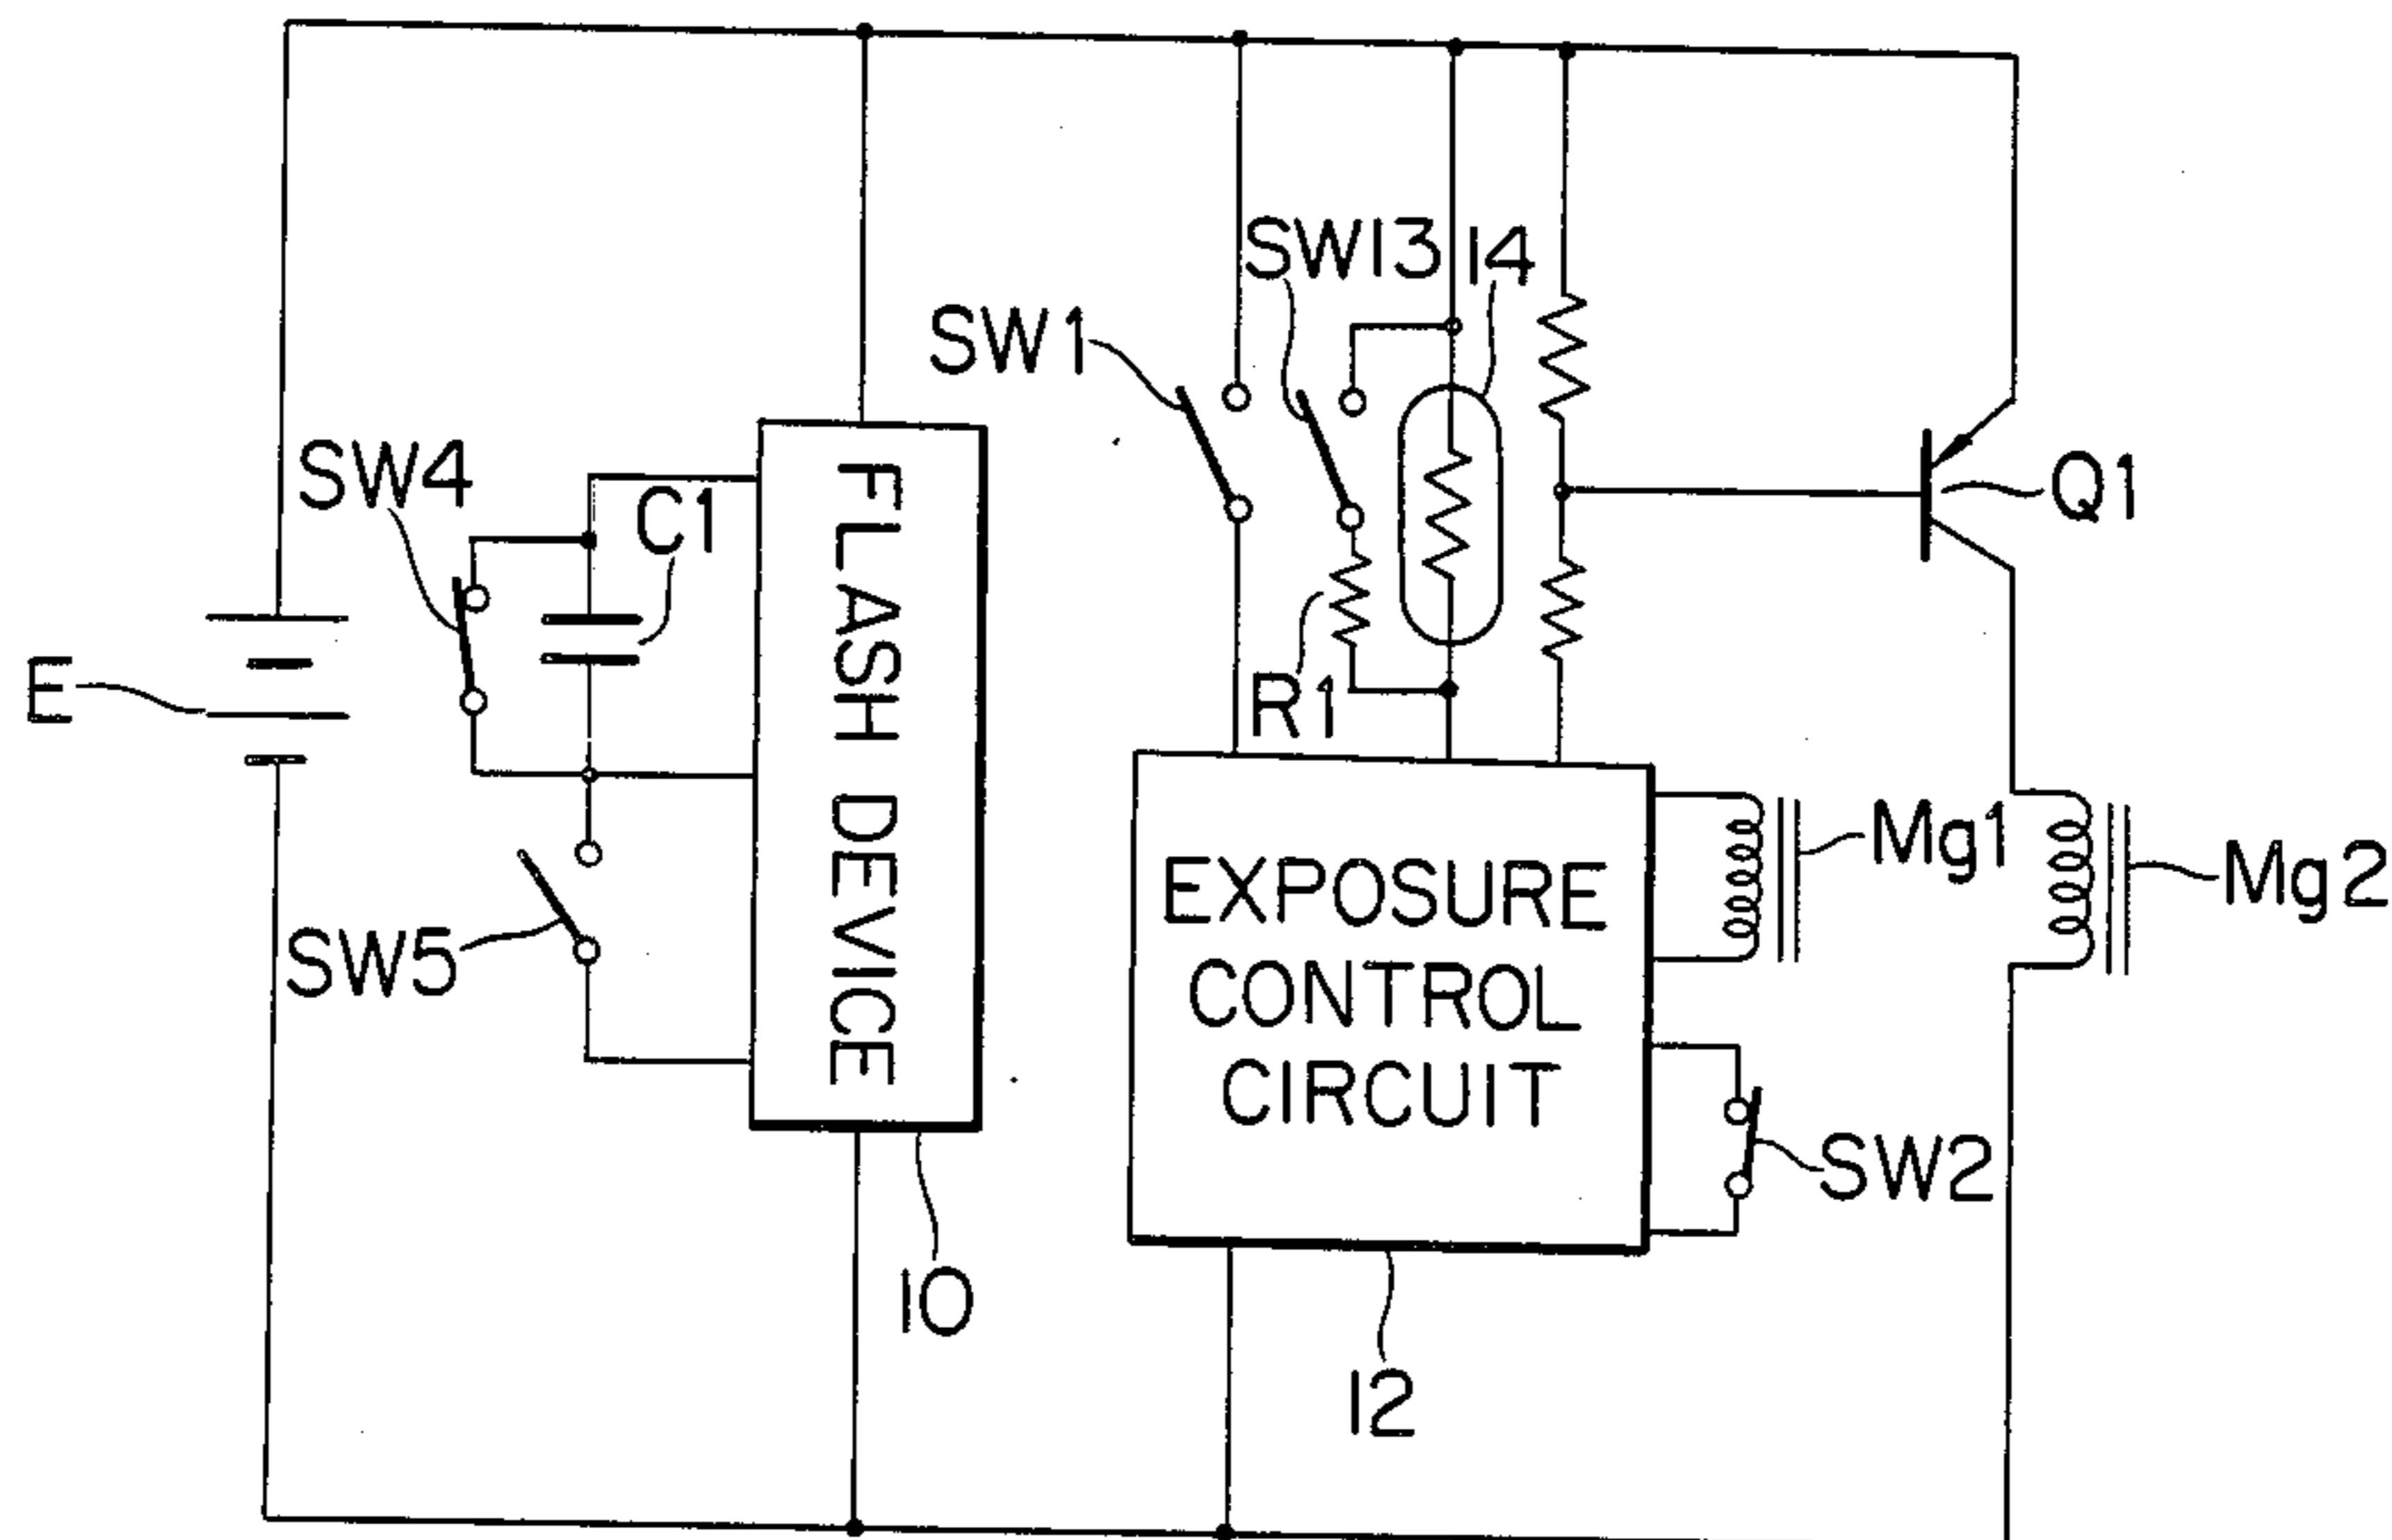 SW13
14
SW1
SW4
C1
Q1
E
R1
FLASH DEVICE
Mg1
Mg2
EXPOSURE
CONTROL
CIRCUIT
SW5
SW2
10
12